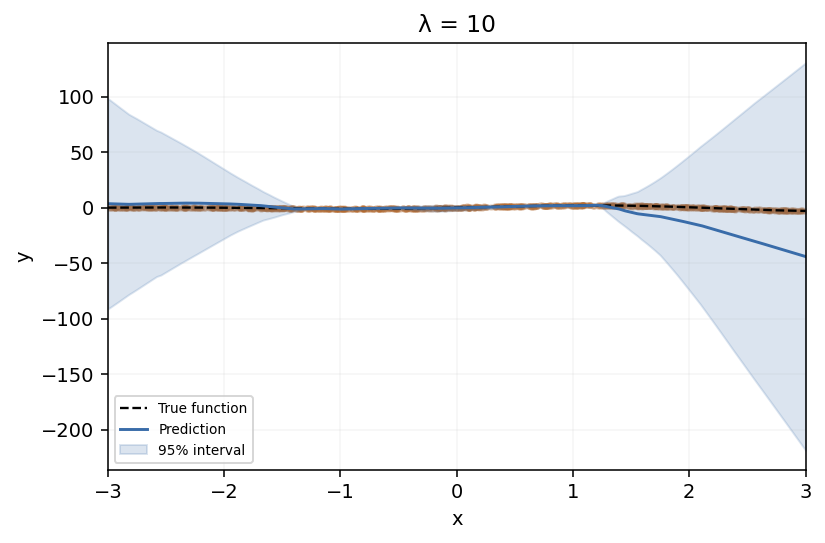 λ = 10
100
50
0
−50
−100
−150
−200
y
True function
Prediction
95% interval
−3
−2
−1
0
1
2
3
x